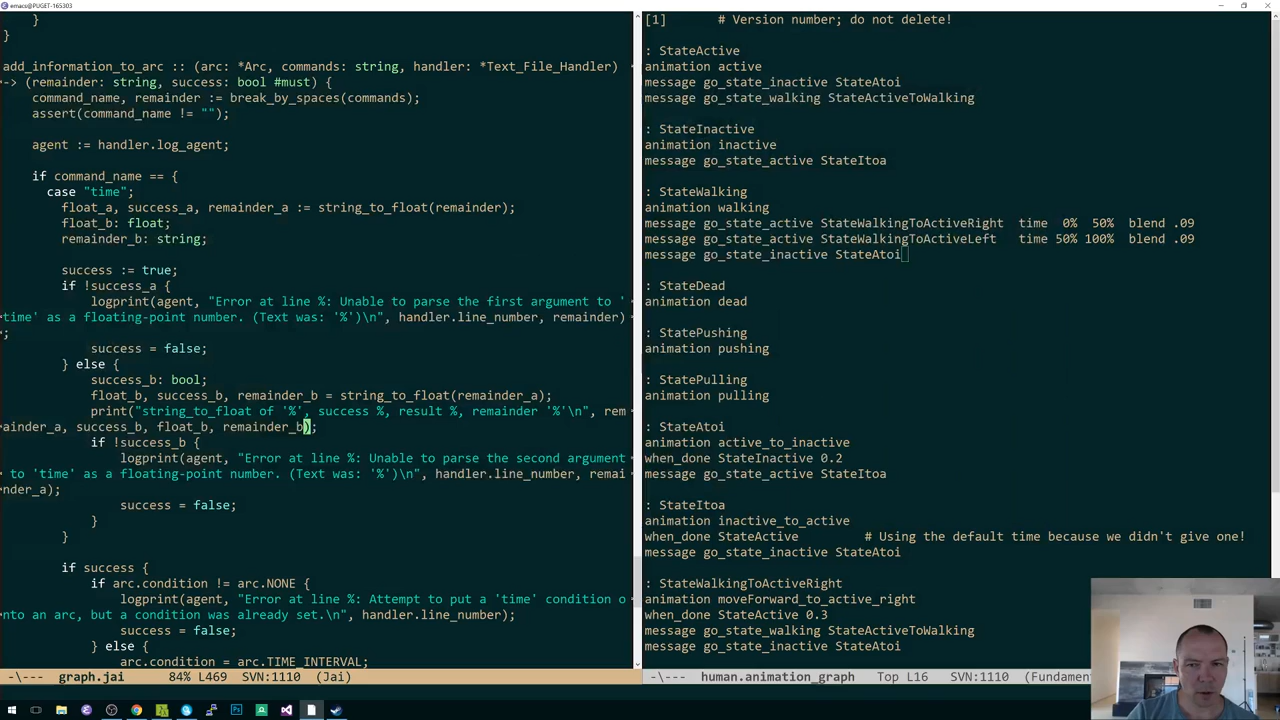 emacs@PUGET-165303
    }
}
add_information_to_arc :: (arc: *Arc, commands: string, handler: *Text_File_Handler)
-> (remainder: string, success: bool #must) {
    command_name, remainder := break_by_spaces(commands);
    assert(command_name != "");
    agent := handler.log_agent;
    if command_name == {
      case "time";
        float_a, success_a, remainder_a := string_to_float(remainder);
        float_b: float;
        remainder_b: string;
        success := true;
        if !success_a {
            logprint(agent, "Error at line %: Unable to parse the first argument to '
time' as a floating-point number. (Text was: '%')\n", handler.line_number, remainder)
;
            success = false;
        } else {
            success_b: bool;
            float_b, success_b, remainder_b = string_to_float(remainder_a);
            print("string_to_float of '%', success %, result %, remainder '%'\n", rem
ainder_a, success_b, float_b, remainder_b);
            if !success_b {
                logprint(agent, "Error at line %: Unable to parse the second argument
 to 'time' as a floating-point number. (Text was: '%')\n", handler.line_number, remai
nder_a);
                success = false;
            }
        }
        if success {
            if arc.condition != arc.NONE {
                logprint(agent, "Error at line %: Attempt to put a 'time' condition o
nto an arc, but a condition was already set.\n", handler.line_number);
                success = false;
            } else {
                arc.condition = arc.TIME_INTERVAL;
-\--- graph.jai 84% L469 SVN:1110 (Jai)
[1] # Version number; do not delete!
: StateActive
animation active
message go_state_inactive StateAtoi
message go_state_walking StateActiveToWalking
: StateInactive
animation inactive
message go_state_active StateItoa
: StateWalking
animation walking
message go_state_active StateWalkingToActiveRight  time  0%  50%  blend .09
message go_state_active StateWalkingToActiveLeft   time 50% 100%  blend .09
message go_state_inactive StateAtoi
: StateDead
animation dead
: StatePushing
animation pushing
: StatePulling
animation pulling
: StateAtoi
animation active_to_inactive
when_done StateInactive 0.2
message go_state_active StateItoa
: StateItoa
animation inactive_to_active
when_done StateActive # Using the default time because we didn't give one!
message go_state_inactive StateAtoi
: StateWalkingToActiveRight
animation moveForward_to_active_right
when_done StateActive 0.3
message go_state_walking StateActiveToWalking
message go_state_inactive StateAtoi
-\--- human.animation_graph Top L16 SVN:1110 (Fundamen